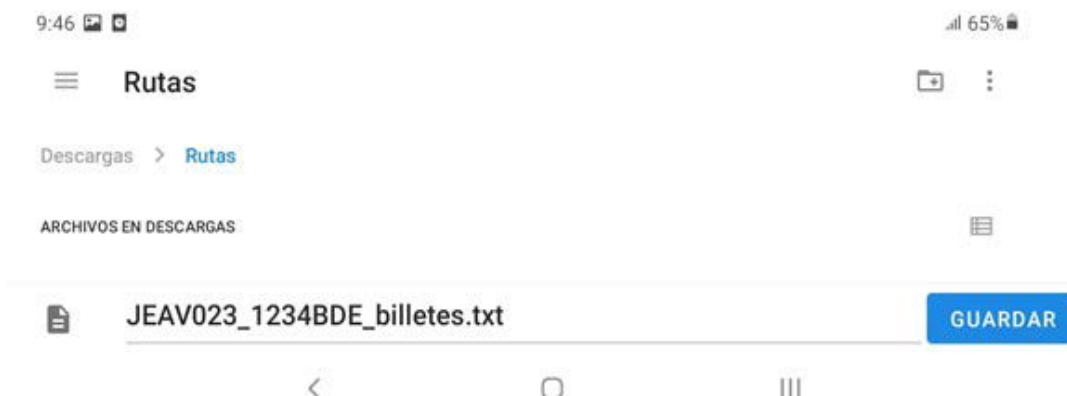 9:46 65%
Rutas
Descargas > Rutas
ARCHIVOS EN DESCARGAS
JEAV023_1234BDE_billetes.txt GUARDAR